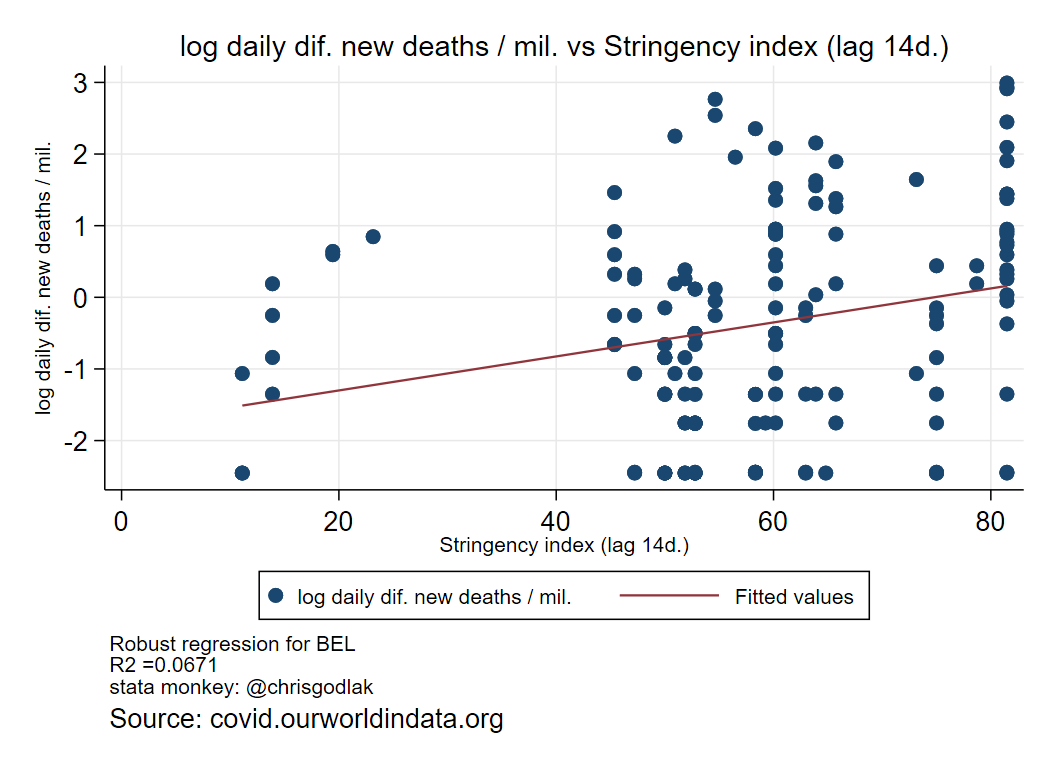 log daily dif. new deaths / mil. vs Stringency index (lag 14d.)
log daily dif. new deaths / mil.
3
2
1
0
-1
-2
0 20 40 60 80
Stringency index (lag 14d.)
log daily dif. new deaths / mil. Fitted values
Robust regression for BEL
R2 =0.0671
stata monkey: @chrisgodlak
Source: covid.ourworldindata.org